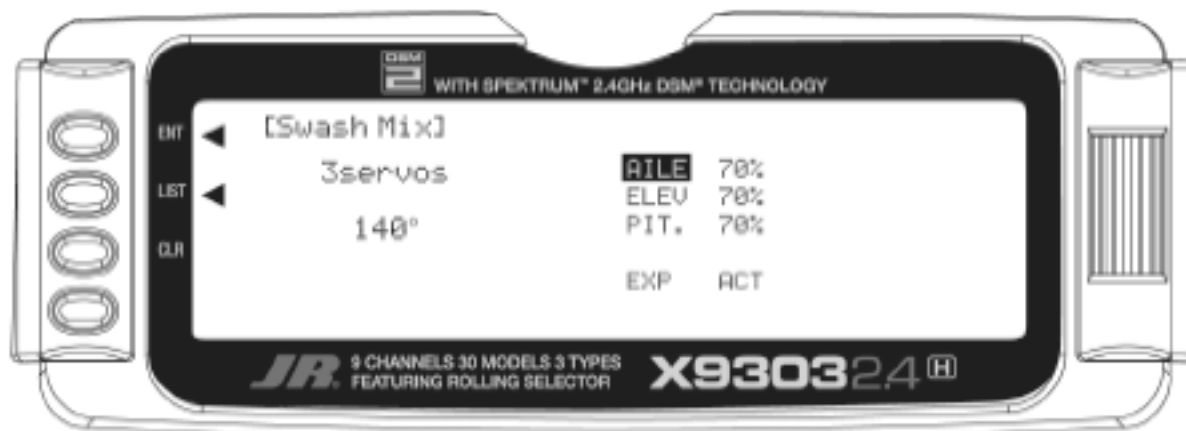 DSM
2 WITH SPEKTRUM™ 2.4GHz DSM® TECHNOLOGY
ENT [Swash Mix]
3servos AILE 70%
LIST ELEV 70%
140° PIT. 70%
CLR
EXP ACT
JR® 9 CHANNELS 30 MODELS 3 TYPES
FEATURING ROLLING SELECTOR X9303 2.4 H